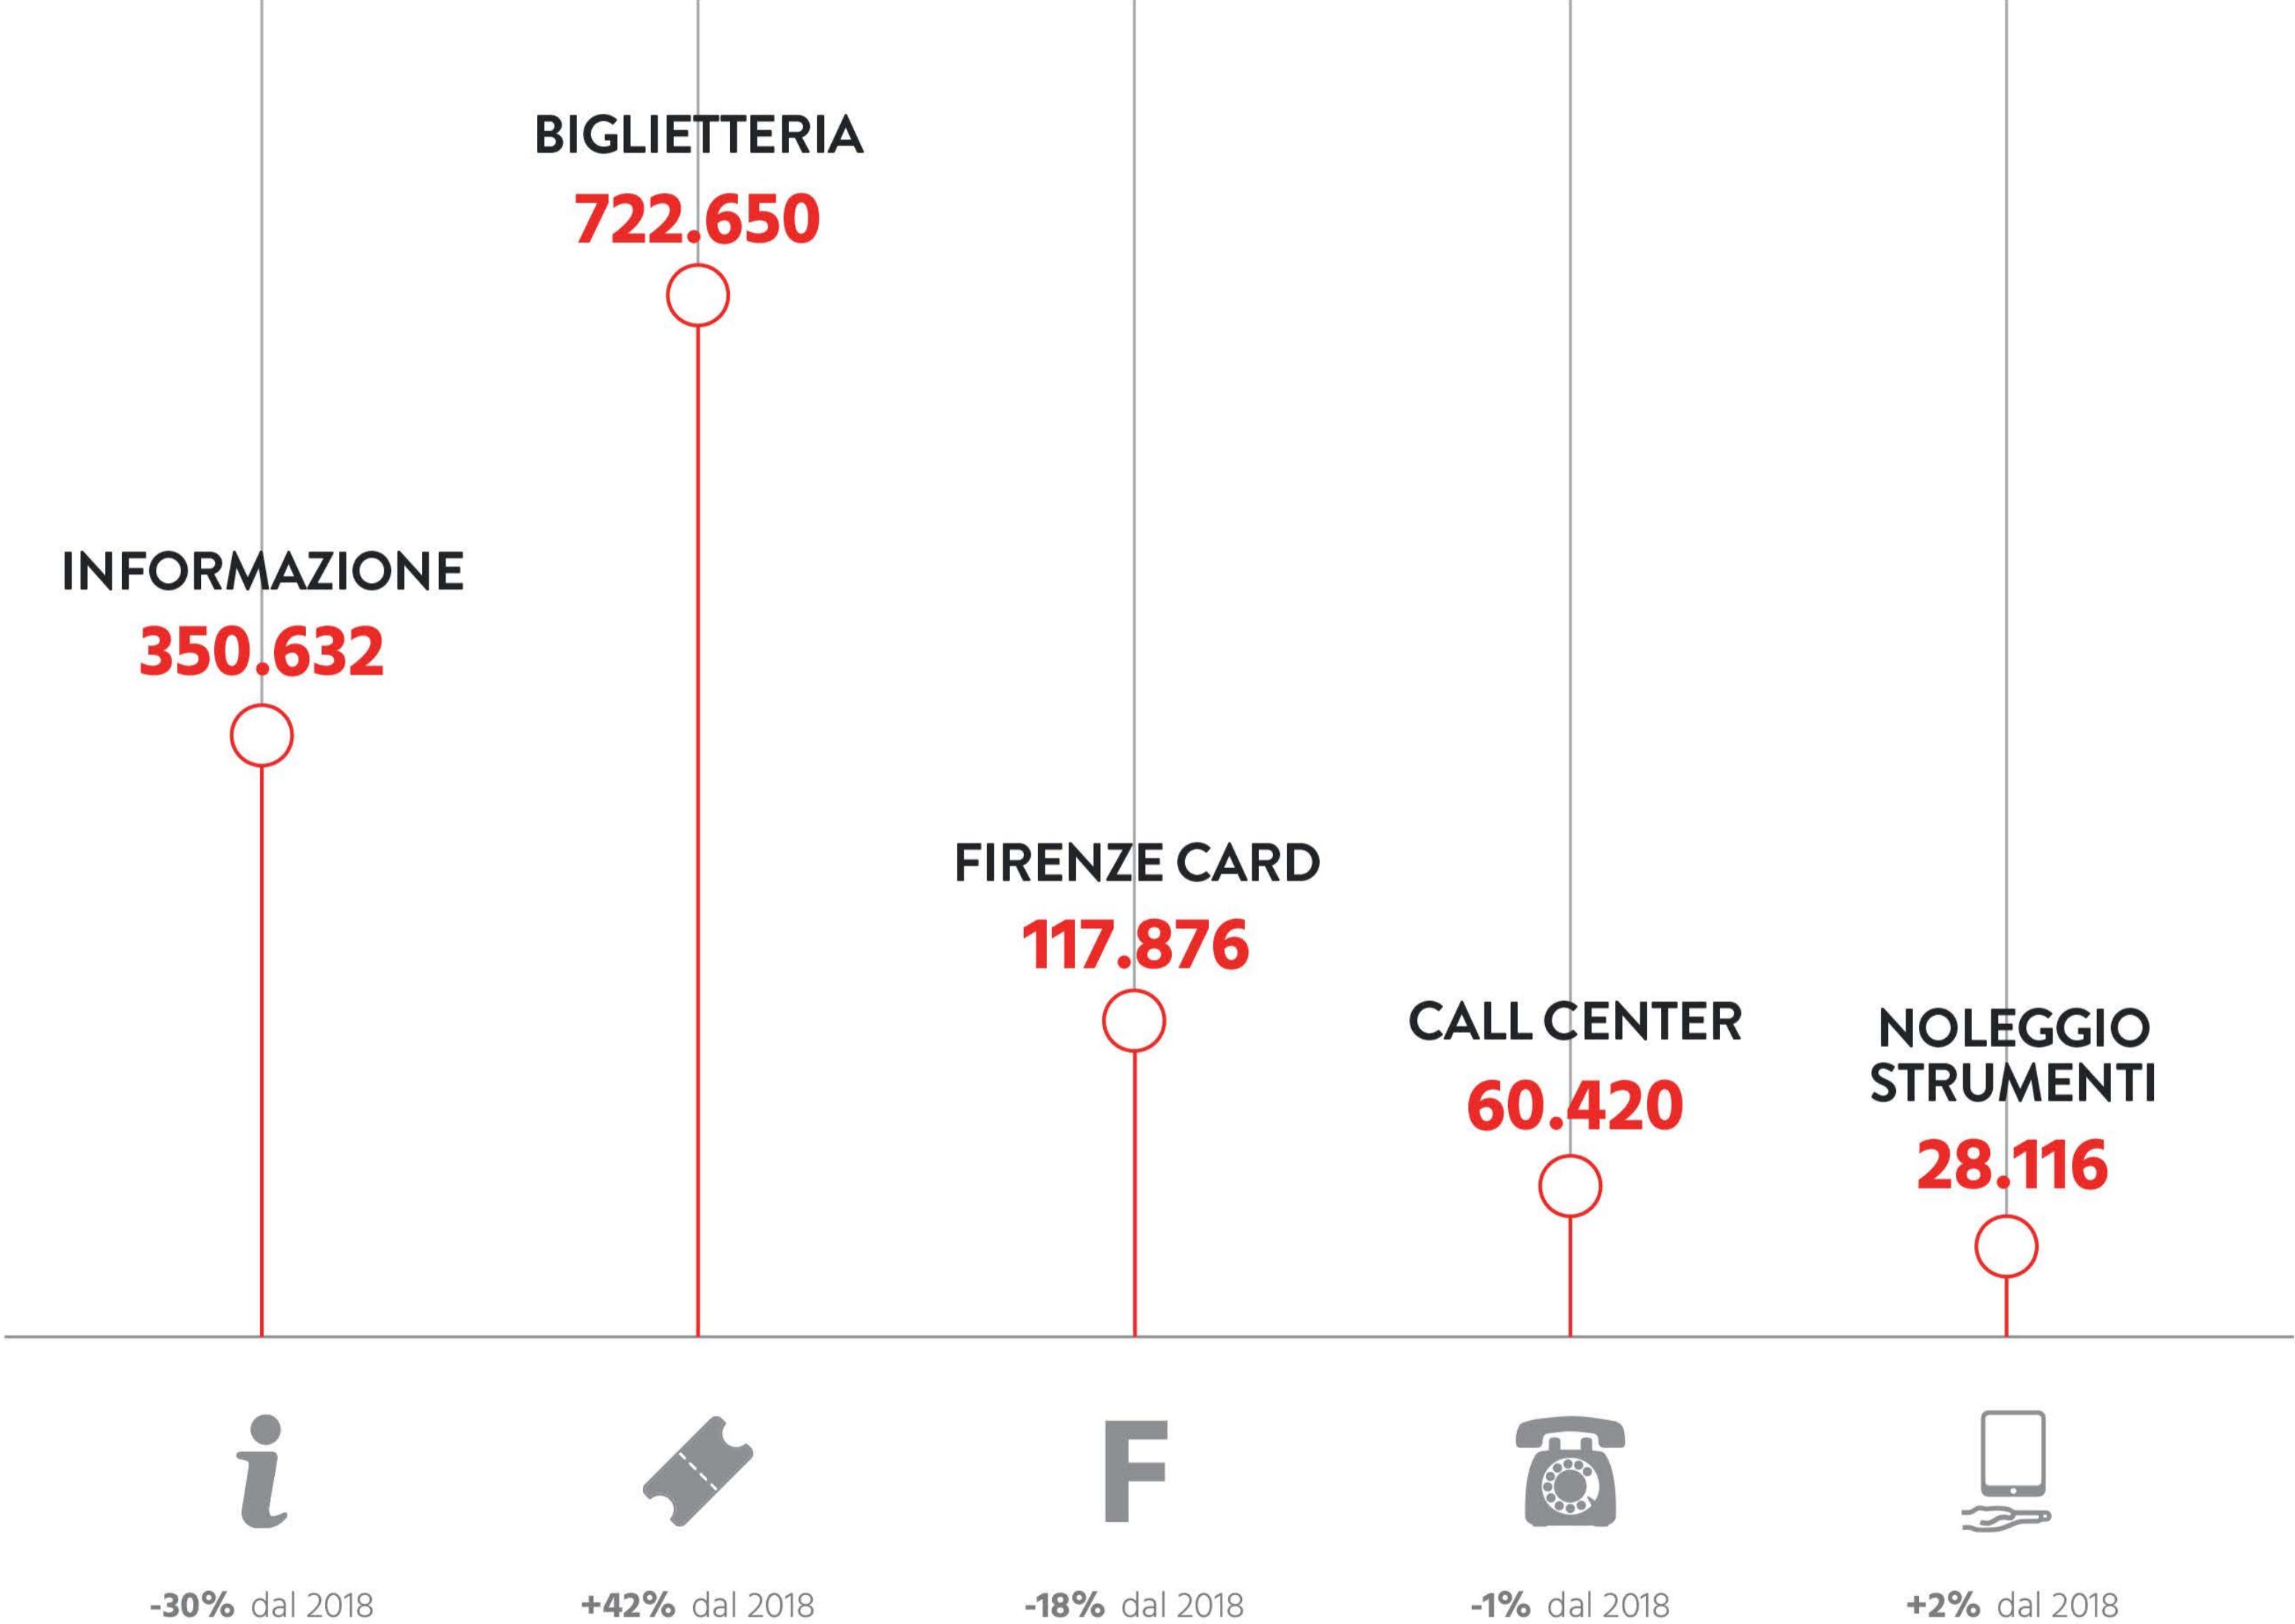 INFORMAZIONE
350.632
BIGLIETTERIA
722.650
FIRENZE CARD
117.876
CALL CENTER
60.420
NOLEGGIO
STRUMENTI
28.116
F
-30% dal 2018
+42% dal 2018
-18% dal 2018
-1% dal 2018
+2% dal 2018